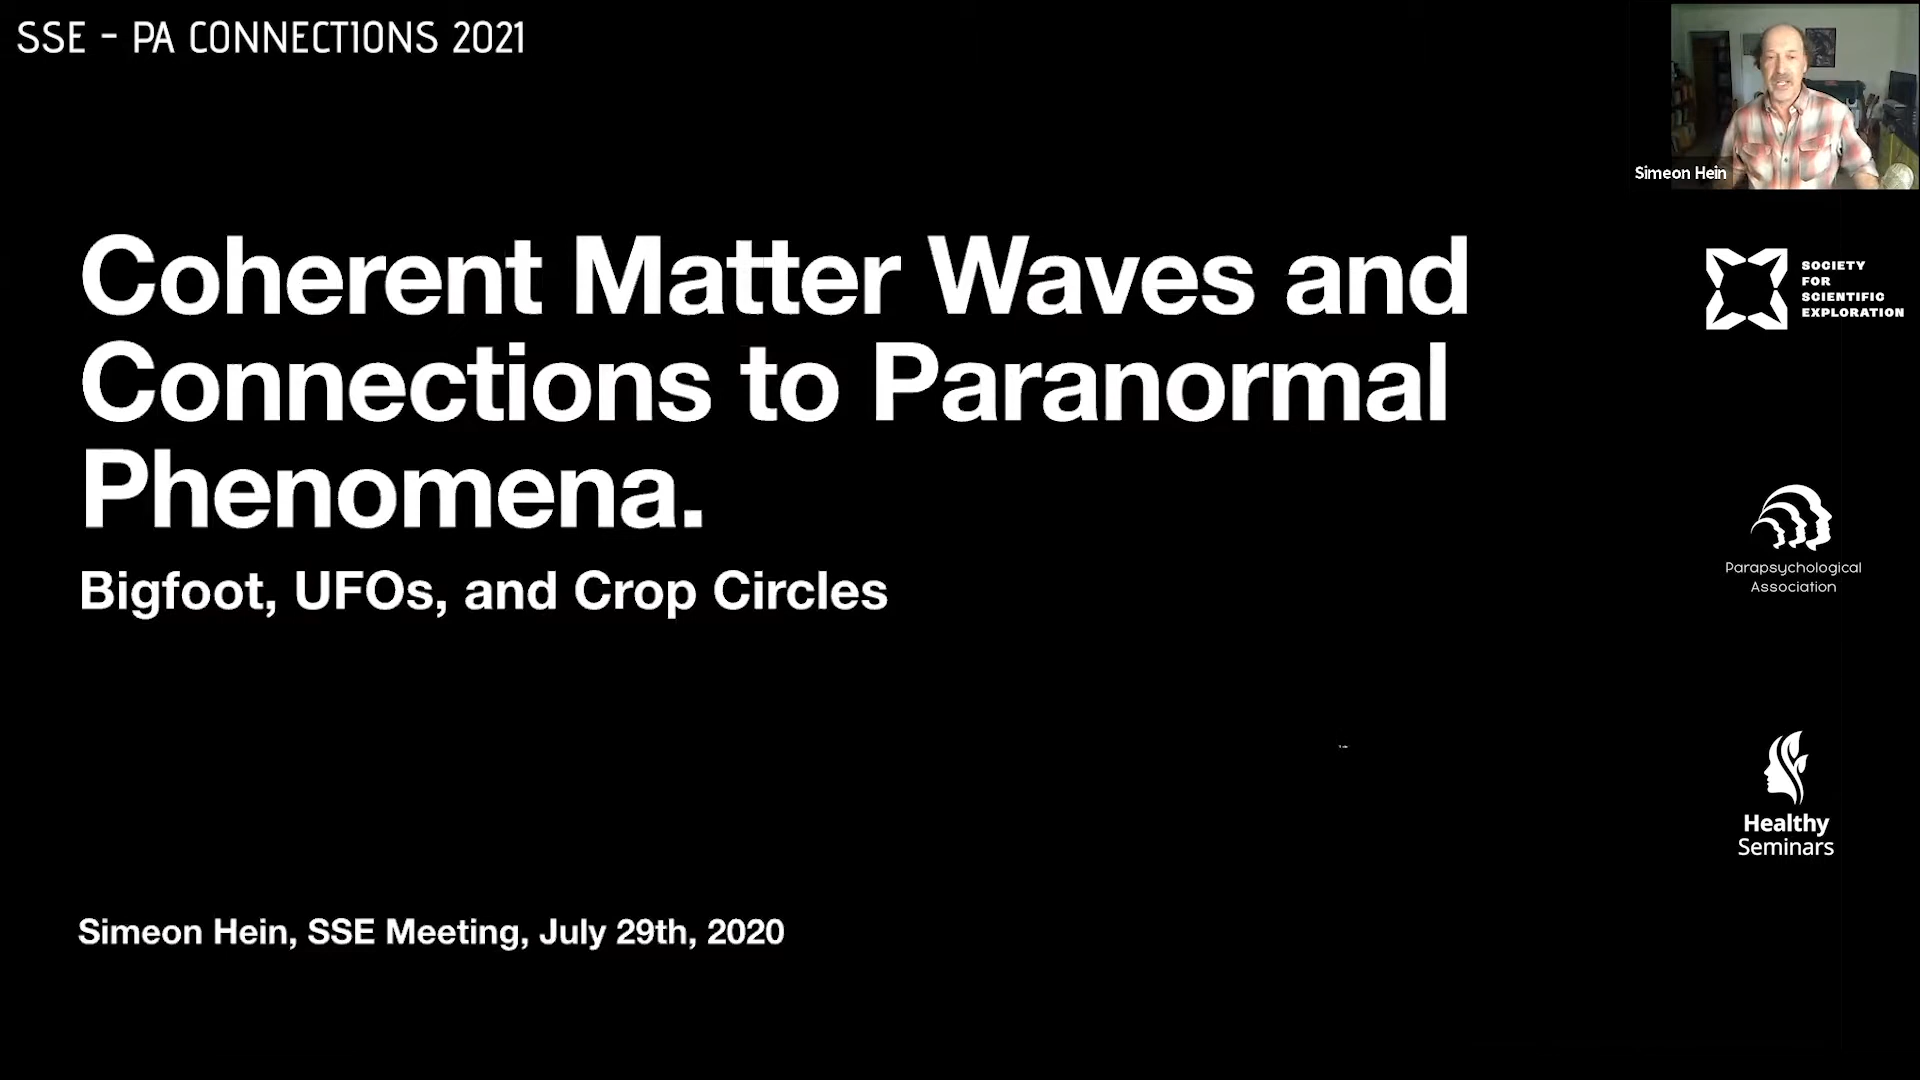 SSE - PA CONNECTIONS 2021
Simeon Hein
Coherent Matter Waves and
Connections to Paranormal
Phenomena.
Bigfoot, UFOs, and Crop Circles
Simeon Hein, SSE Meeting, July 29th, 2020
SOCIETY
FOR
SCIENTIFIC
EXPLORATION
Parapsychological
Association
Healthy
Seminars